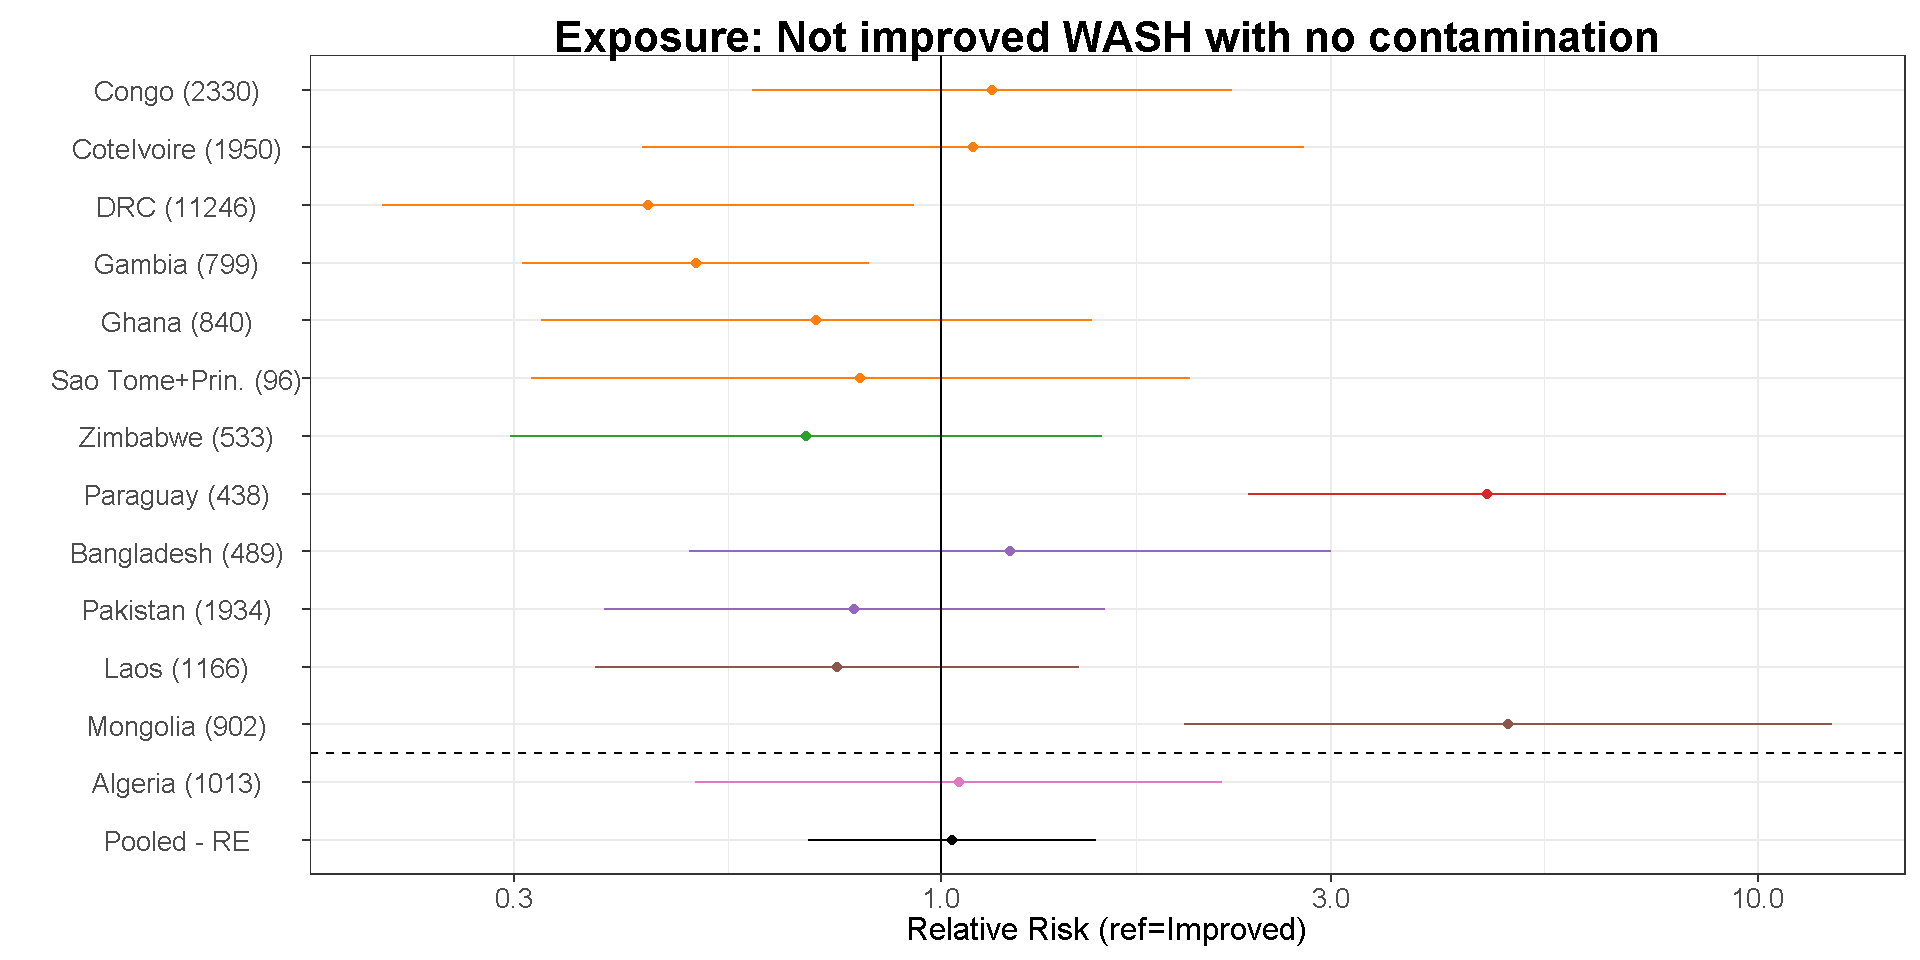 Exposure: Not improved WASH with no contamination
Congo (2330)
CoteIvoire (1950)
DRC (11246)
Gambia (799)
Ghana (840)
Sao Tome+Prin. (96)
Zimbabwe (533)
Paraguay (438)
Bangladesh (489)
Pakistan (1934)
Laos (1166)
Mongolia (902)
Algeria (1013)
Pooled - RE
0.3 1.0 3.0 10.0
Relative Risk (ref=Improved)